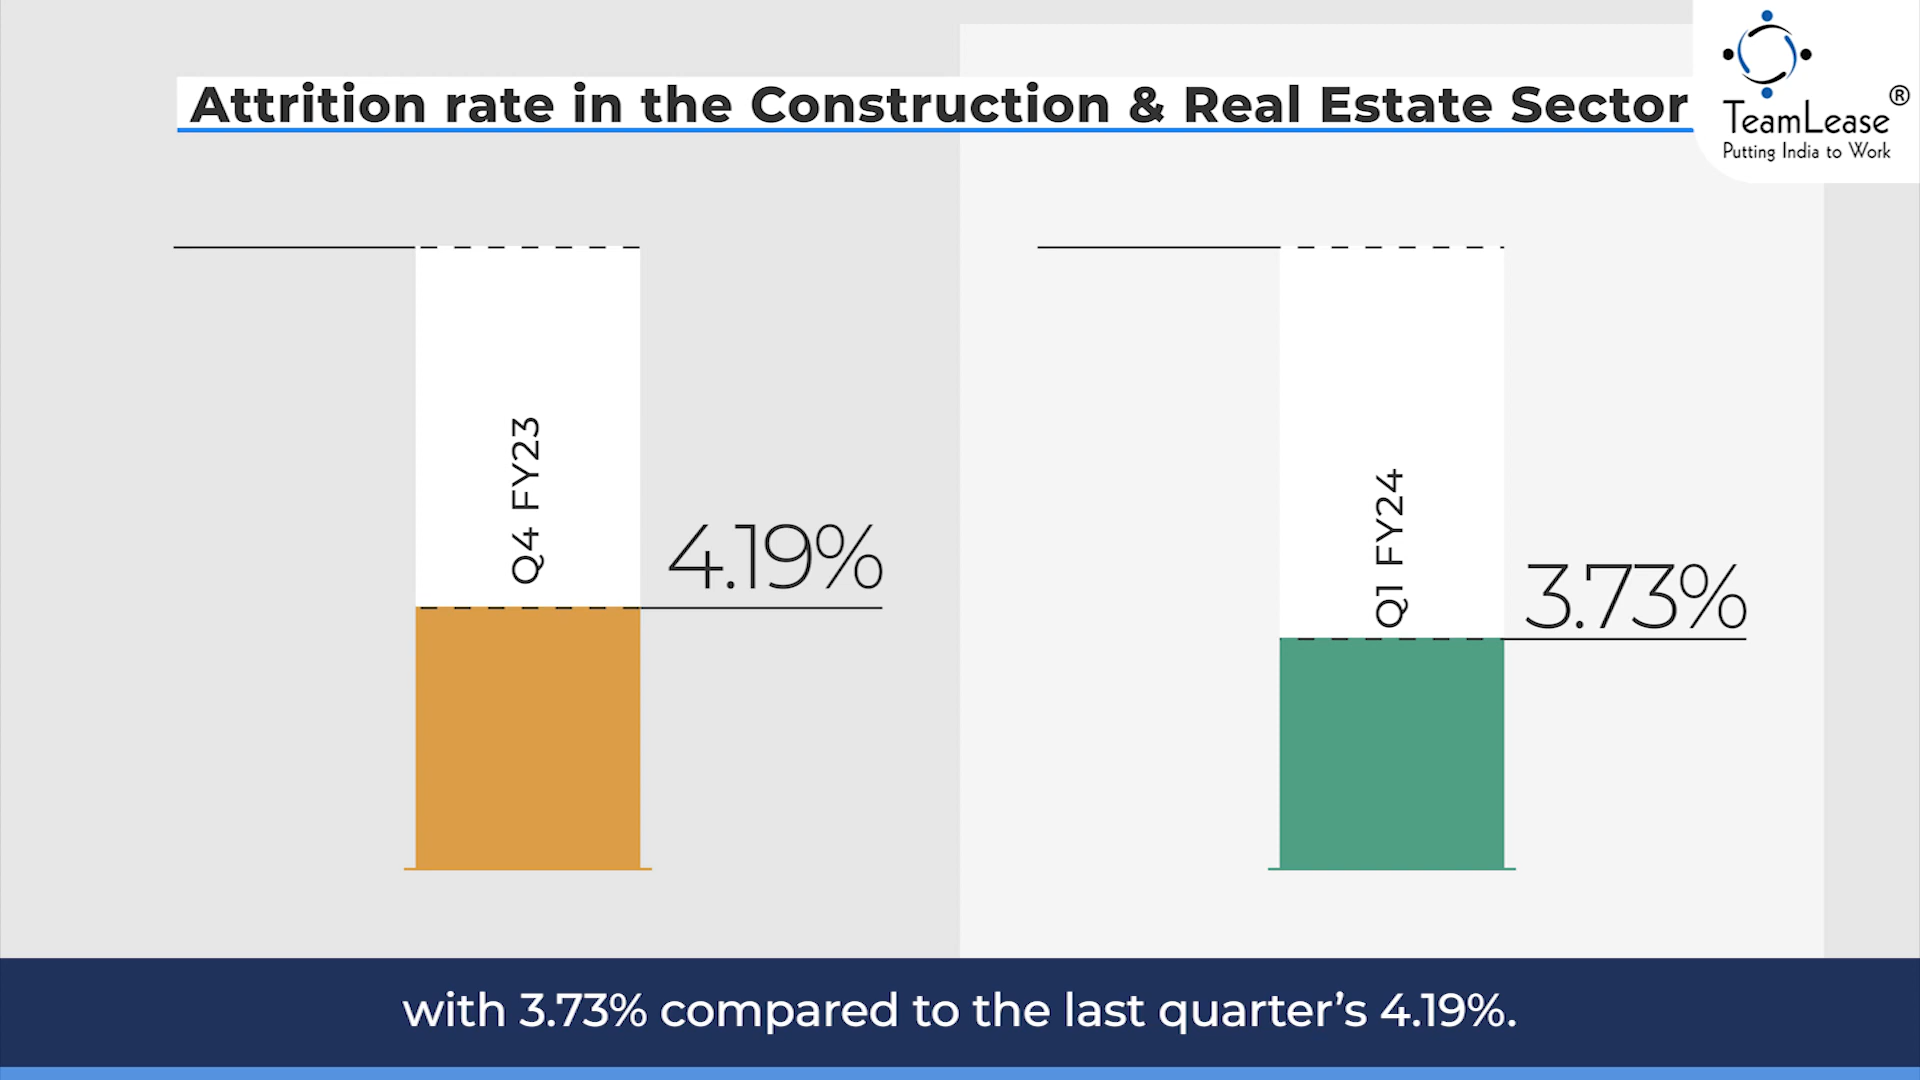 Attrition rate in the Construction & Real Estate Sector
®
TeamLease
Putting India to Work
Q4 FY23
4.19%
Q1 FY24
3.73%
with 3.73% compared to the last quarter’s 4.19%.